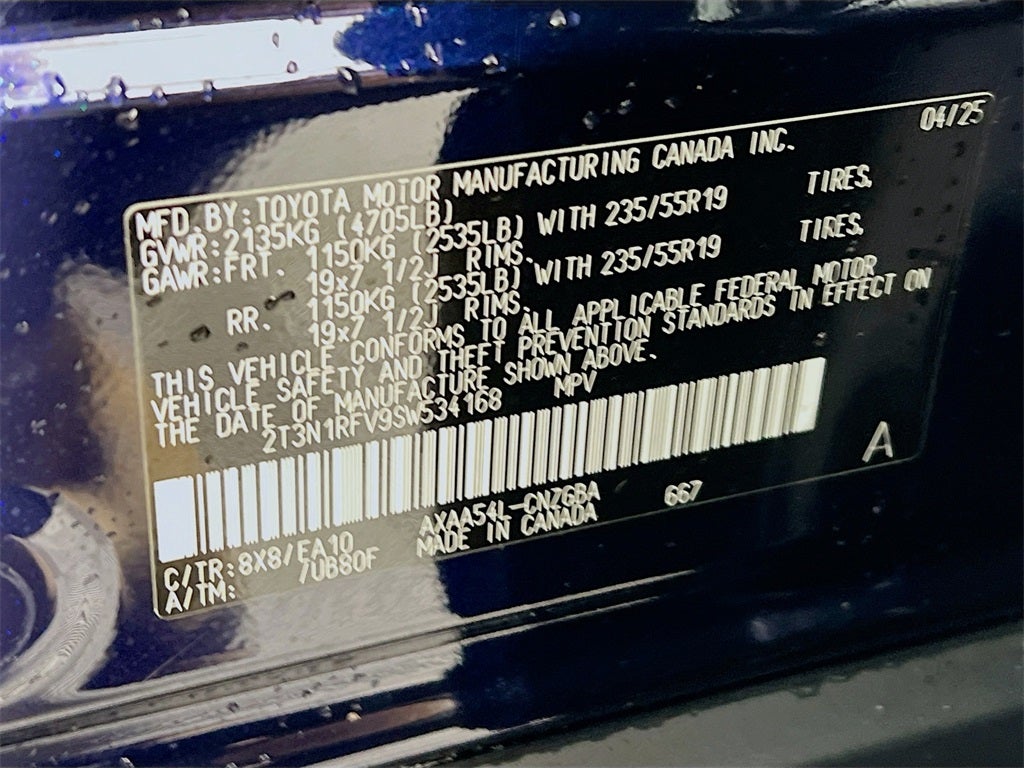 04/25
MFD.BY:TOYOTA MOTOR MANUFACTURING CANADA INC.
GVWR:2135KG (4705LB)
GAWR:FRT. 1150KG (2535LB) WITH 235/55R19 TIRES,
19x7 1/2J RIMS.
RR. 1150KG (2535LB) WITH 235/55R19 TIRES,
19x7 1/2J RIMS.
THIS VEHICLE CONFORMS TO ALL APPLICABLE FEDERAL MOTOR
VEHICLE SAFETY AND THEFT PREVENTION STANDARDS IN EFFECT ON
THE DATE OF MANUFACTURE SHOWN ABOVE.
2T3N1RFV9SW534168 MPV
A
AXAA54L-CNZGBA 667
MADE IN CANADA
C/TR:8X8/EA10
A/TM: /UB80F